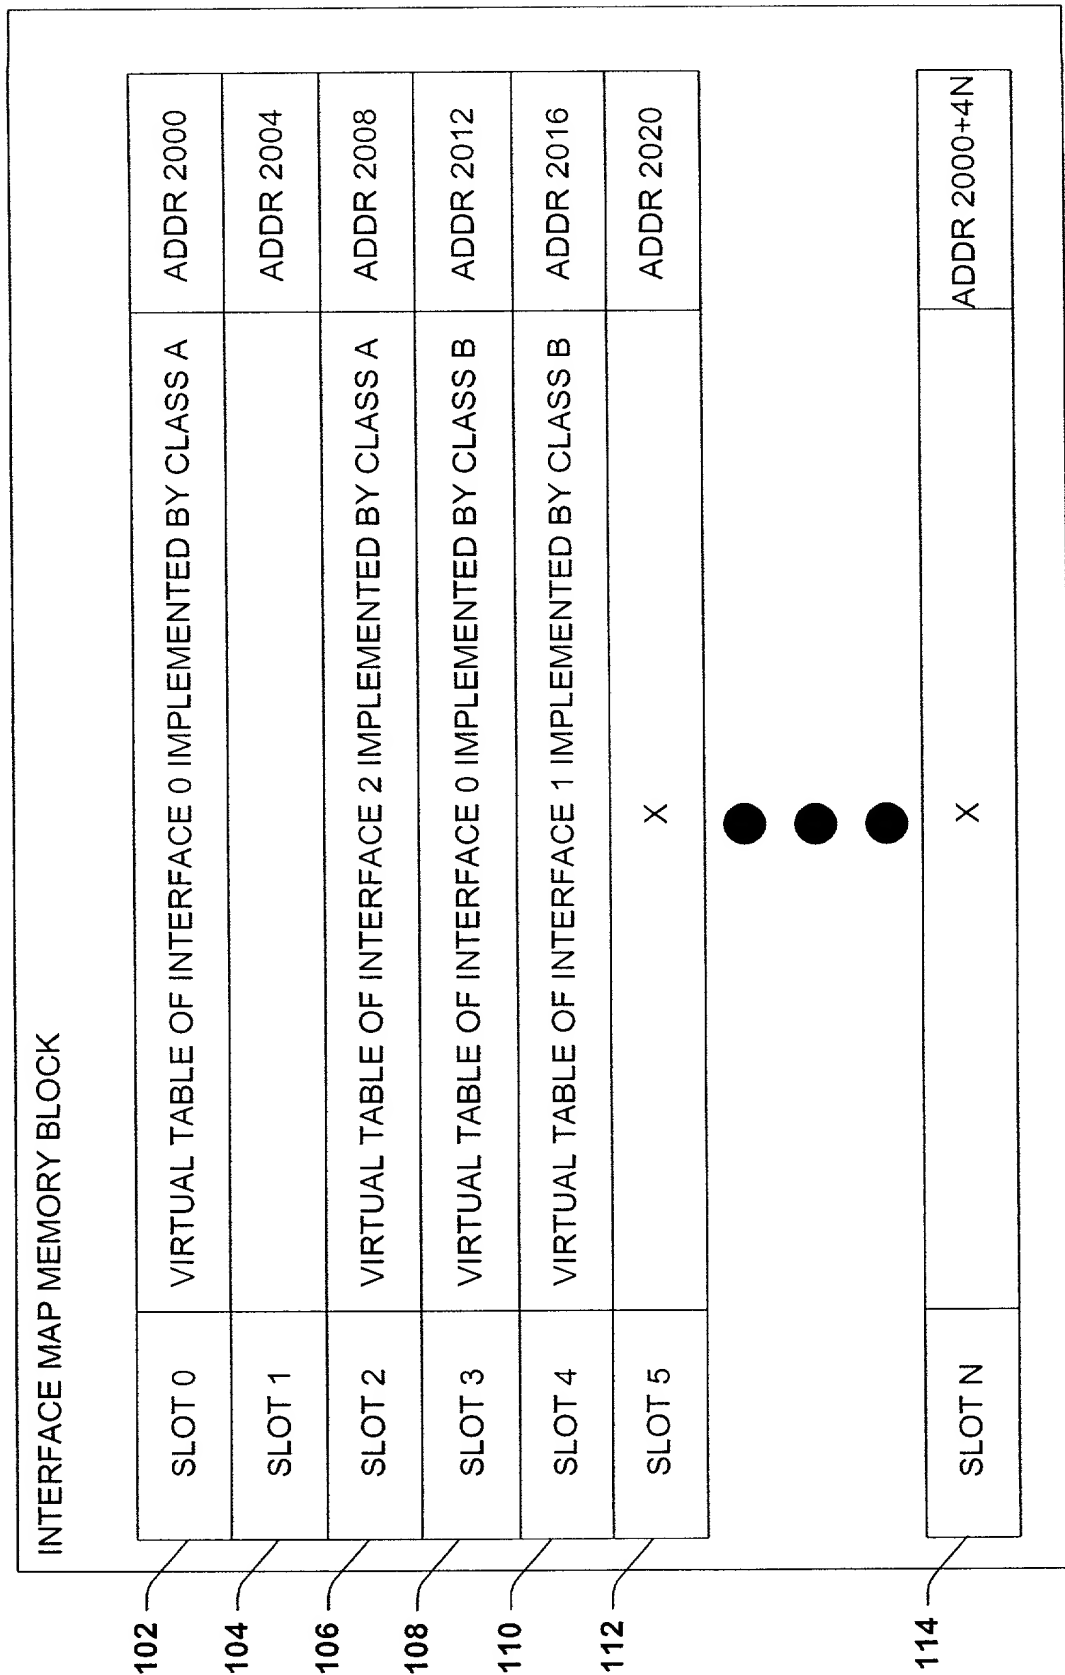 INTERFACE MAP MEMORY BLOCK
102 SLOT 0 VIRTUAL TABLE OF INTERFACE 0 IMPLEMENTED BY CLASS A ADDR 2000
104 SLOT 1 ADDR 2004
106 SLOT 2 VIRTUAL TABLE OF INTERFACE 2 IMPLEMENTED BY CLASS A ADDR 2008
108 SLOT 3 VIRTUAL TABLE OF INTERFACE 0 IMPLEMENTED BY CLASS B ADDR 2012
110 SLOT 4 VIRTUAL TABLE OF INTERFACE 1 IMPLEMENTED BY CLASS B ADDR 2016
112 SLOT 5 X ADDR 2020
114 SLOT N X ADDR 2000+4N